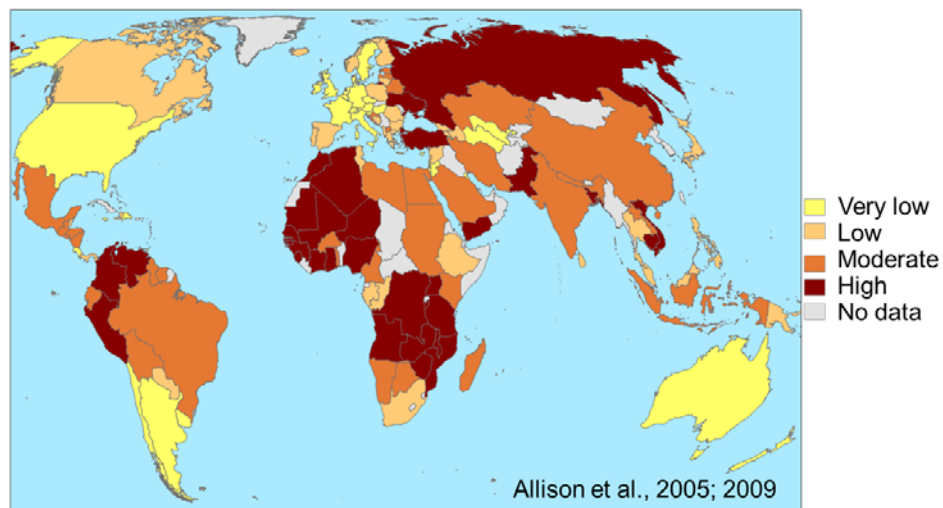 Very low
Low
Moderate
High
No data
Allison et al., 2005; 2009